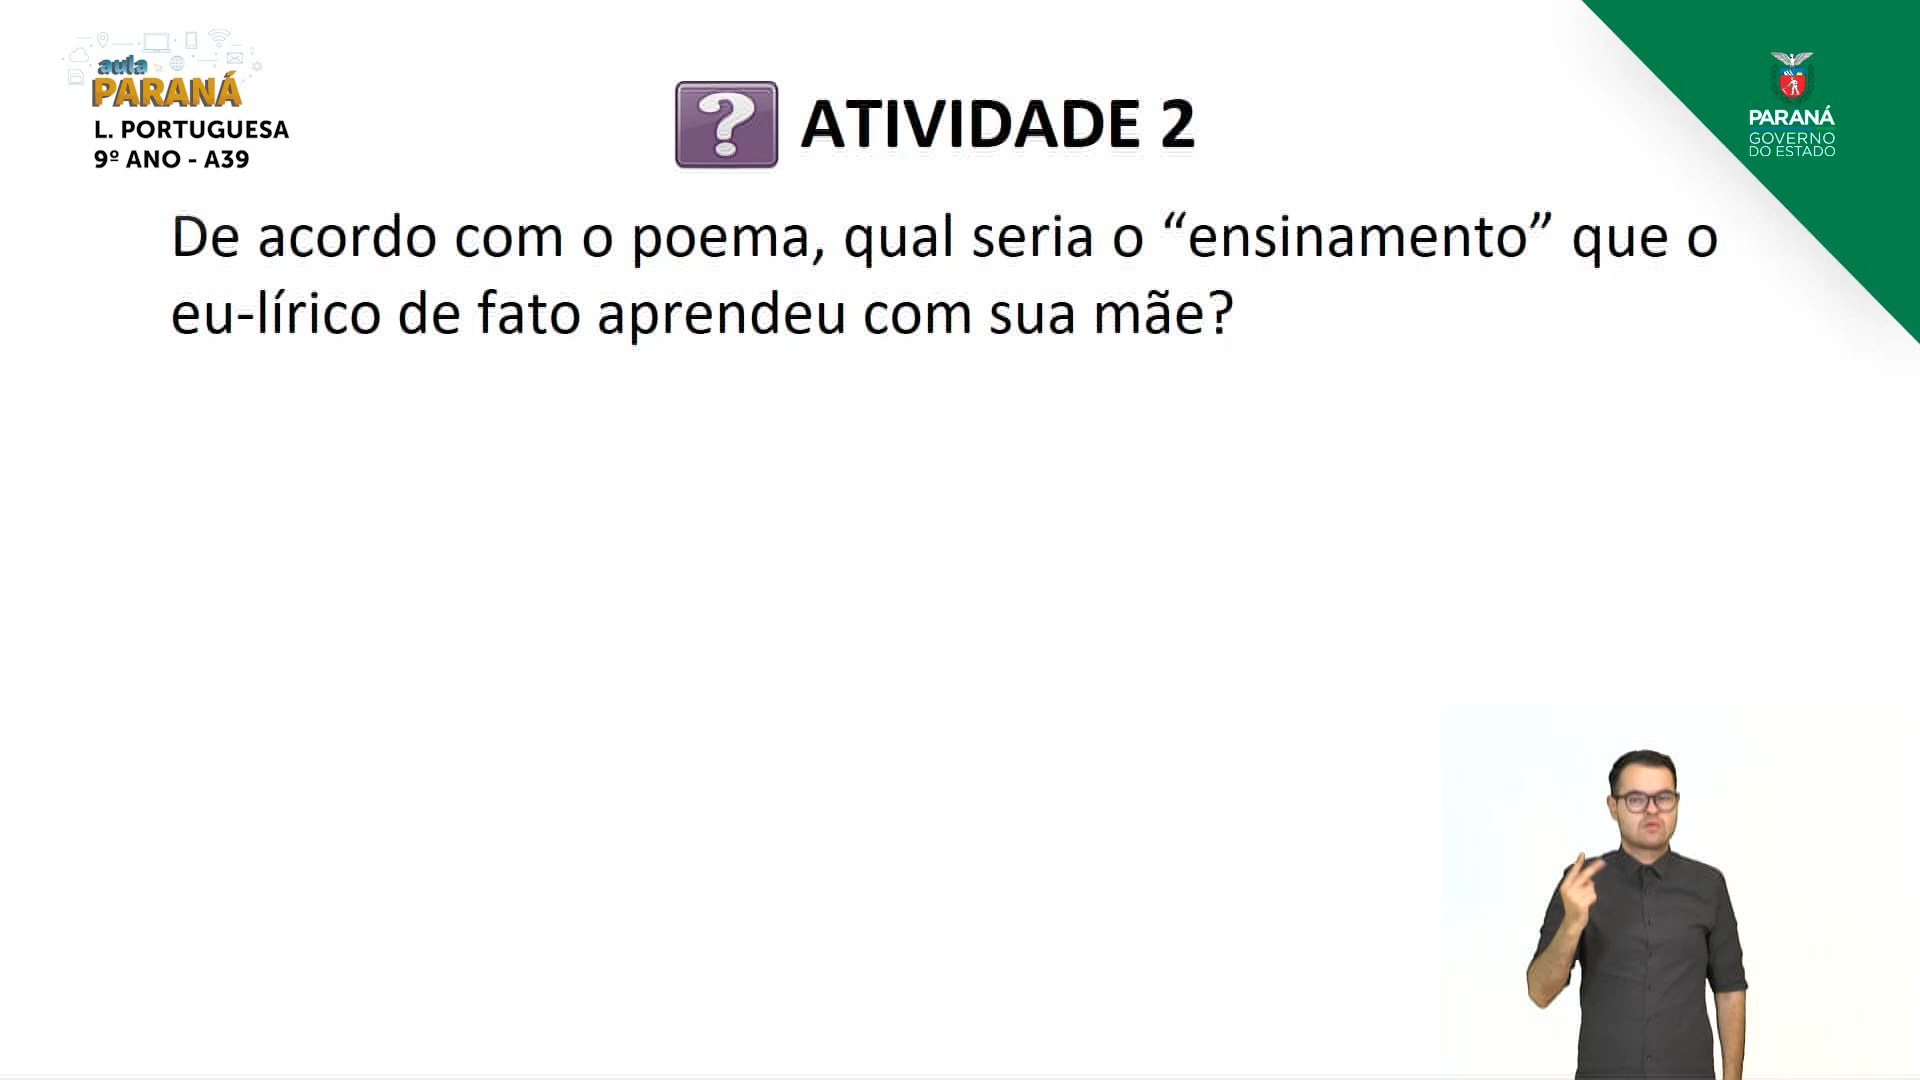 aula
PARANÁ
L. PORTUGUESA
9º ANO - A39
ATIVIDADE 2
PARANÁ
GOVERNO
DO ESTADO
De acordo com o poema, qual seria o “ensinamento” que o
eu-lírico de fato aprendeu com sua mãe?